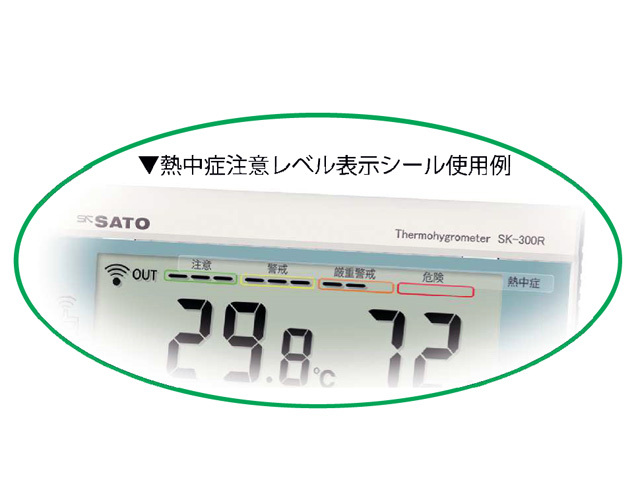 ▼熱中症注意レベル表示シール使用例
SK SATO
Thermohygrometer SK-300R
注意 警戒 厳重警戒 危険 熱中症
OUT
29.8℃ 72